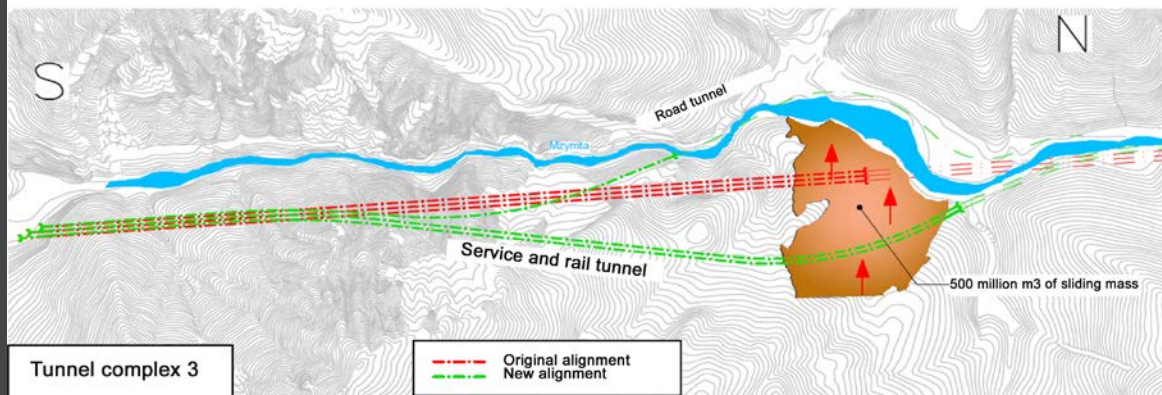 S
N
Road tunnel
Mzymta
Service and rail tunnel
500 million m3 of sliding mass
Tunnel complex 3
Original alignment
New alignment